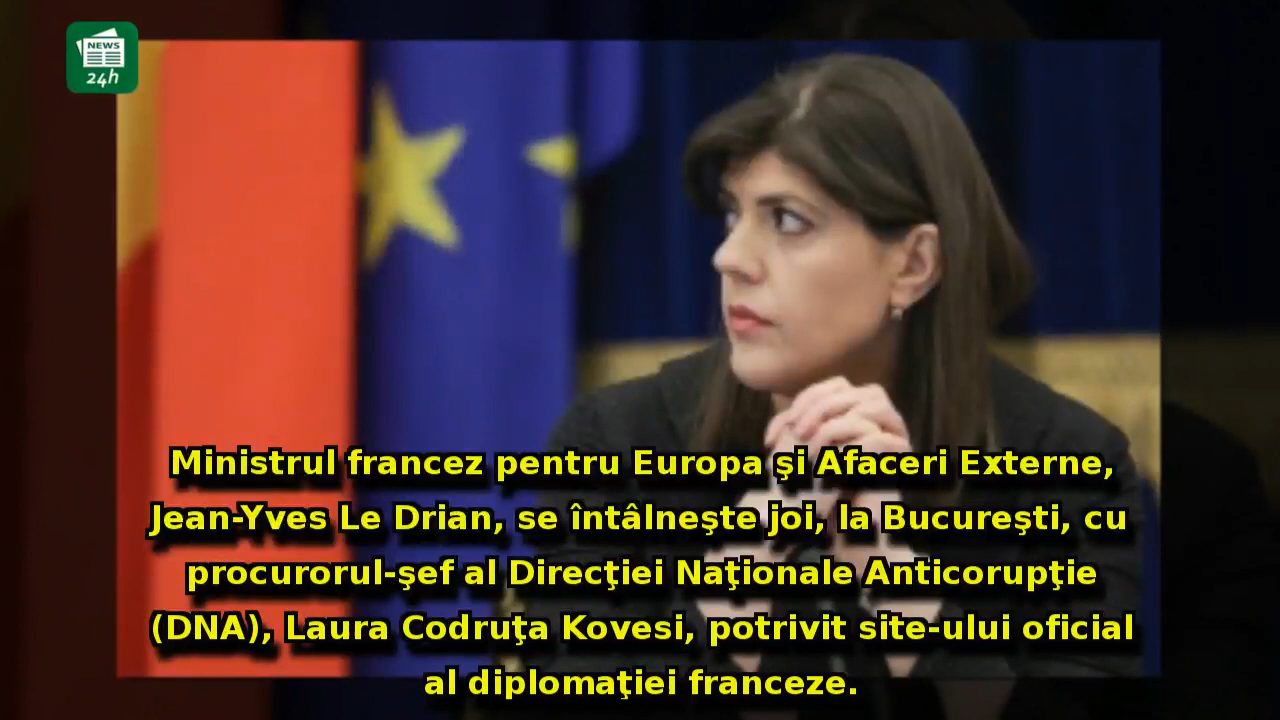 NEWS
24h
Ministrul francez pentru Europa şi Afaceri Externe,
Jean-Yves Le Drian, se întâlneşte joi, la Bucureşti, cu
procurorul-şef al Direcţiei Naţionale Anticorupţie
(DNA), Laura Codruţa Kovesi, potrivit site-ului oficial
al diplomaţiei franceze.